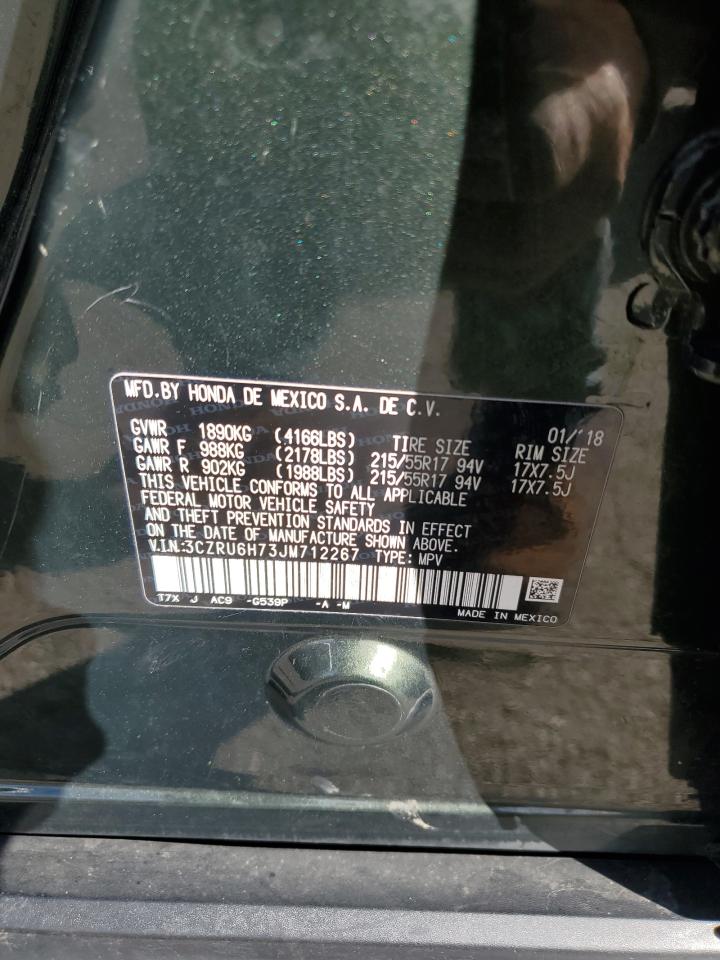 MFD.BY HONDA DE MEXICO S.A. DE C.V.
01/'18
GVWR 1890KG (4166LBS) TIRE SIZE RIM SIZE
GAWR F 988KG (2178LBS) 215/55R17 94V 17X7.5J
GAWR R 902KG (1988LBS) 215/55R17 94V 17X7.5J
THIS VEHICLE CONFORMS TO ALL APPLICABLE
FEDERAL MOTOR VEHICLE SAFETY
AND THEFT PREVENTION STANDARDS IN EFFECT
ON THE DATE OF MANUFACTURE SHOWN ABOVE.
V.IN:3CZRU6H73JM712267 TYPE: MPV
T7X J AC9 -G539P -A -M
MADE IN MEXICO